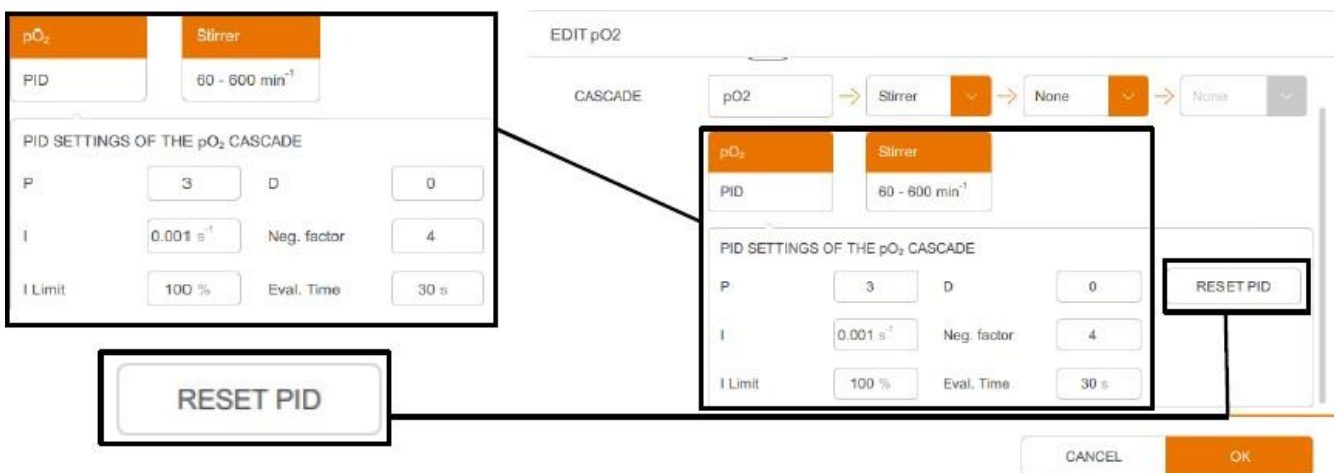 pO₂ Stirrer
PID 60 - 600 min⁻¹
PID SETTINGS OF THE pO₂ CASCADE
P 3 D 0
I 0.001 s⁻¹ Neg. factor 4
I Limit 100 % Eval. Time 30 s
RESET PID
EDIT pO2
CASCADE pO2 Stirrer None None
pO₂ Stirrer
PID 60 - 600 min⁻¹
PID SETTINGS OF THE pO₂ CASCADE
P 3 D 0 RESET PID
I 0.001 s⁻¹ Neg. factor 4
I Limit 100 % Eval. Time 30 s
CANCEL OK